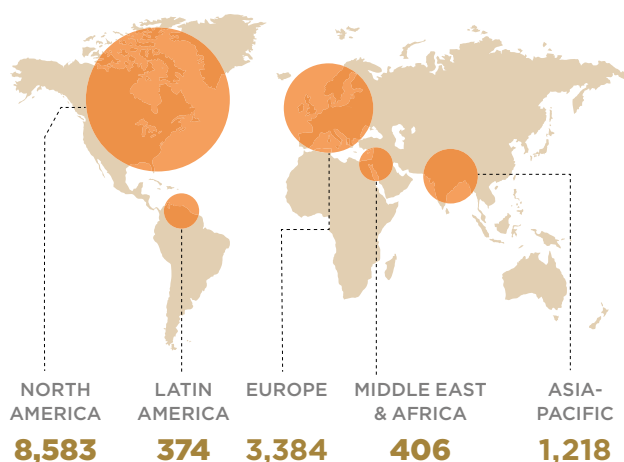 NORTH
AMERICA
8,583
LATIN
AMERICA
374
EUROPE
3,384
MIDDLE EAST
& AFRICA
406
ASIA-
PACIFIC
1,218